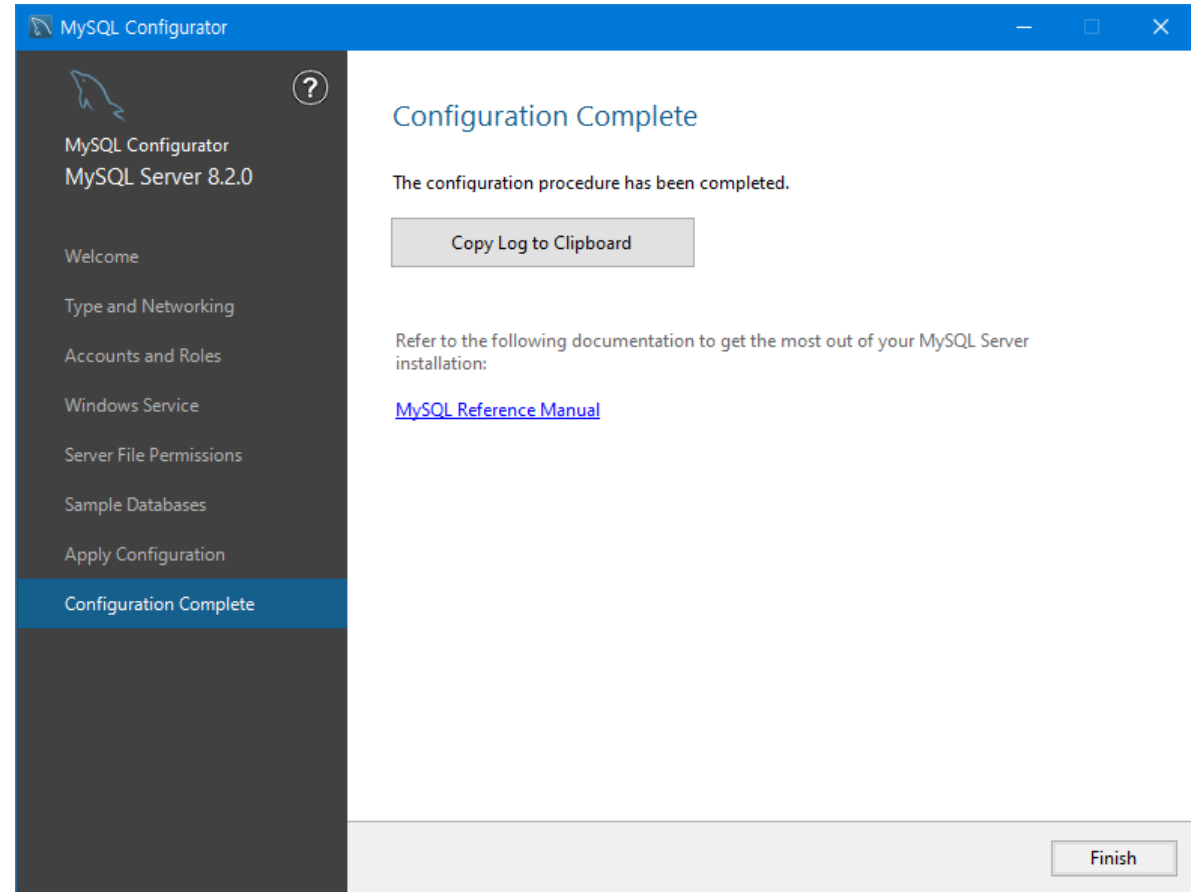 MySQL Configurator
?
MySQL Configurator
MySQL Server 8.2.0
Welcome
Type and Networking
Accounts and Roles
Windows Service
Server File Permissions
Sample Databases
Apply Configuration
Configuration Complete
Configuration Complete
The configuration procedure has been completed.
Copy Log to Clipboard
Refer to the following documentation to get the most out of your MySQL Server
installation:
MySQL Reference Manual
Finish